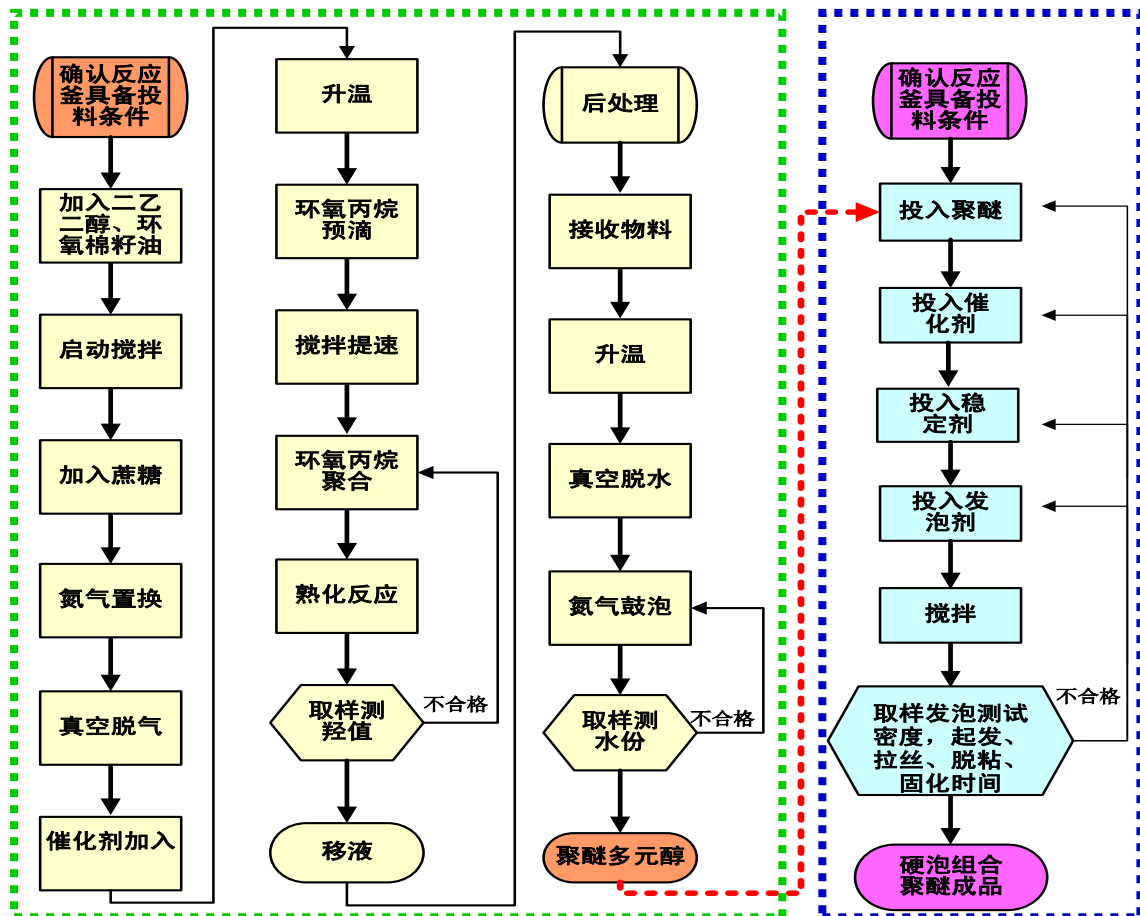 确认反应
釜具备投
料条件
加入二乙
二醇、环
氧棉籽油
启动搅拌
加入蔗糖
氮气置换
真空脱气
催化剂加入
升温
环氧丙烷
预滴
搅拌提速
环氧丙烷
聚合
熟化反应
取样测
羟值
不合格
移液
后处理
接收物料
升温
真空脱水
氮气鼓泡
取样测
水份
不合格
聚醚多元醇
确认反应
釜具备投
料条件
投入聚醚
投入催
化剂
投入稳
定剂
投入发
泡剂
搅拌
取样发泡测试
密度，起发、
拉丝、脱粘、
固化时间
不合格
硬泡组合
聚醚成品